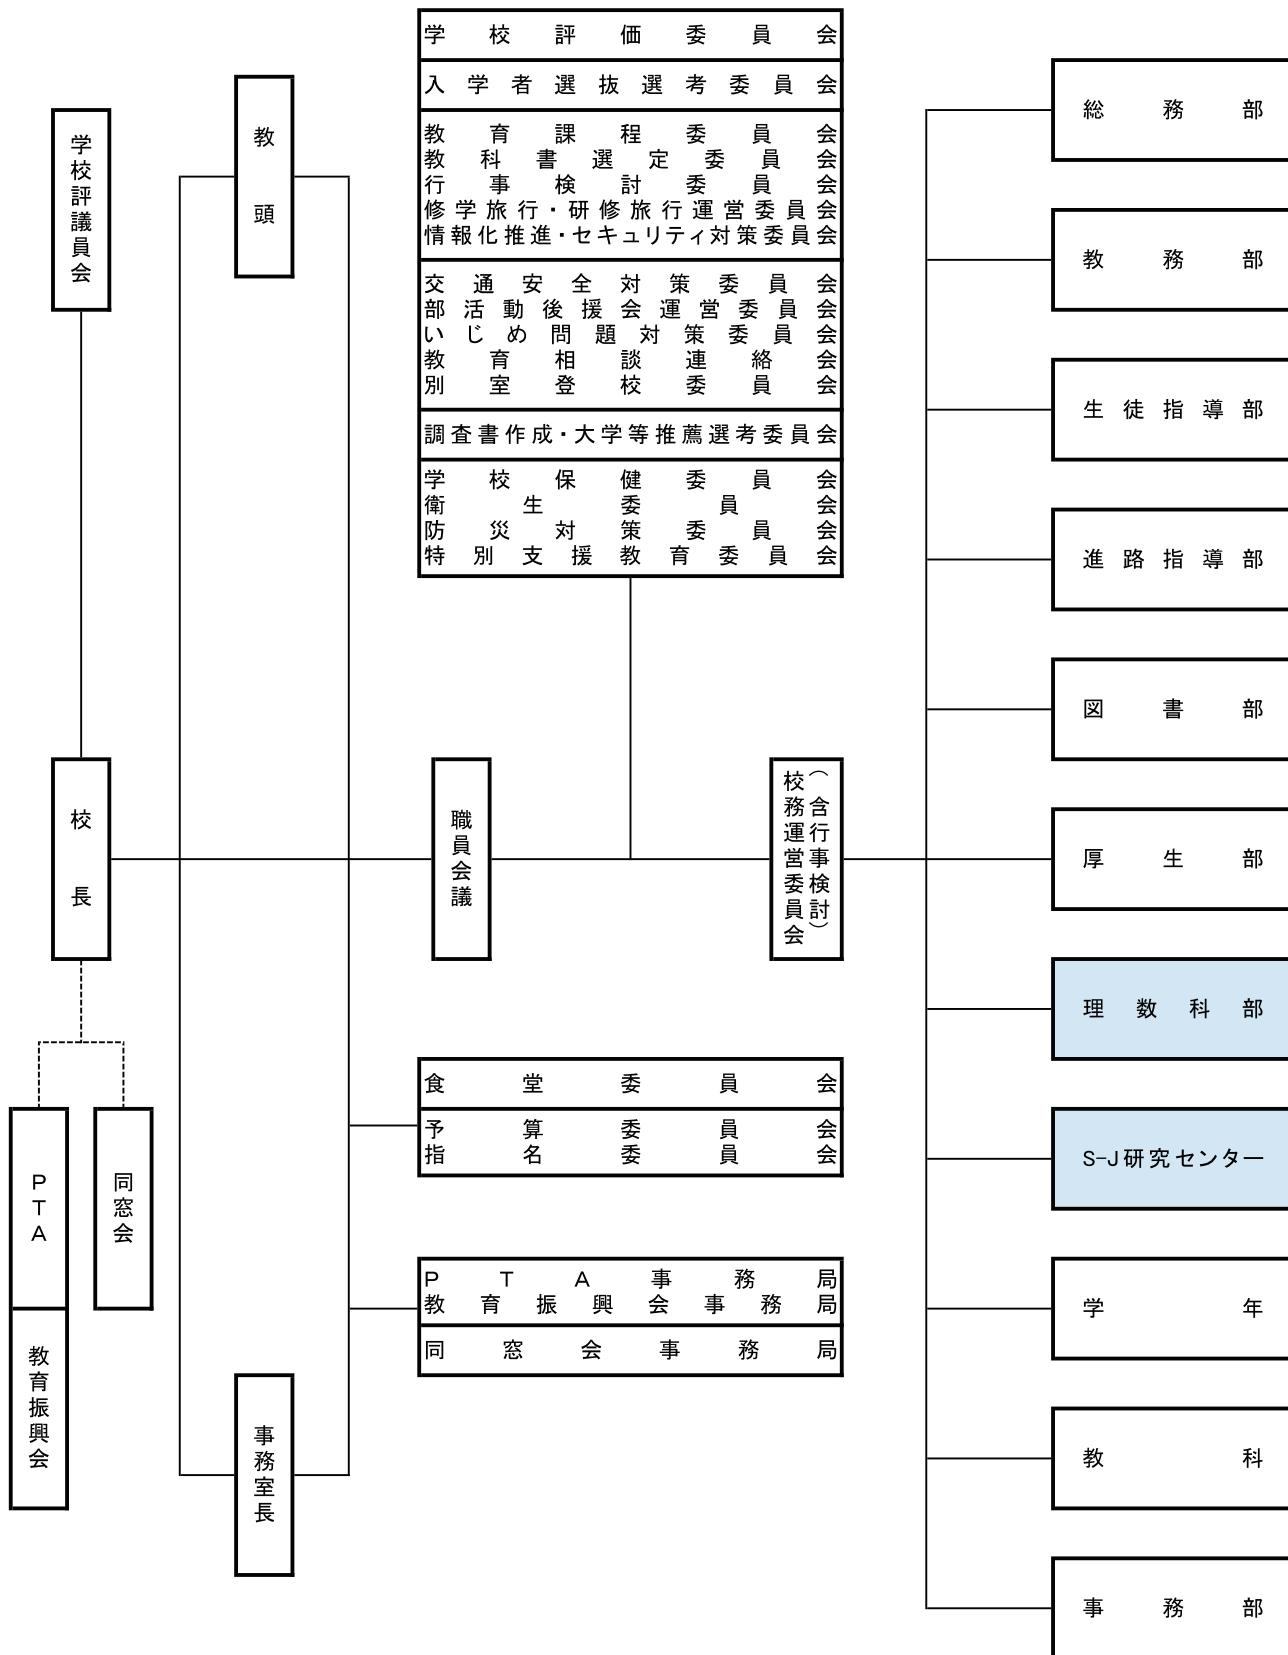 学校評議員会
校長
PTA
教育振興会
同窓会
教頭
事務室長
学校評価委員会
入学者選抜選考委員会
教育課程委員会
教科書選定委員会
行事検討委員会
修学旅行・研修旅行運営委員会
情報化推進・セキュリティ対策委員会
交通安全対策委員会
部活動後援会運営委員会
いじめ問題対策委員会
教育相談連絡会
別室登校委員会
調査書作成・大学等推薦選考委員会
学校保健委員会
衛生委員会
防災対策委員会
特別支援教育委員会
職員会議
校務運営委員会
（含行事検討）
食堂委員会
予算委員会
指名委員会
PTA事務局
教育振興会事務局
同窓会事務局
総務部
教務部
生徒指導部
進路指導部
図書部
厚生部
理数科部
S-J研究センター
学年
教科
事務部